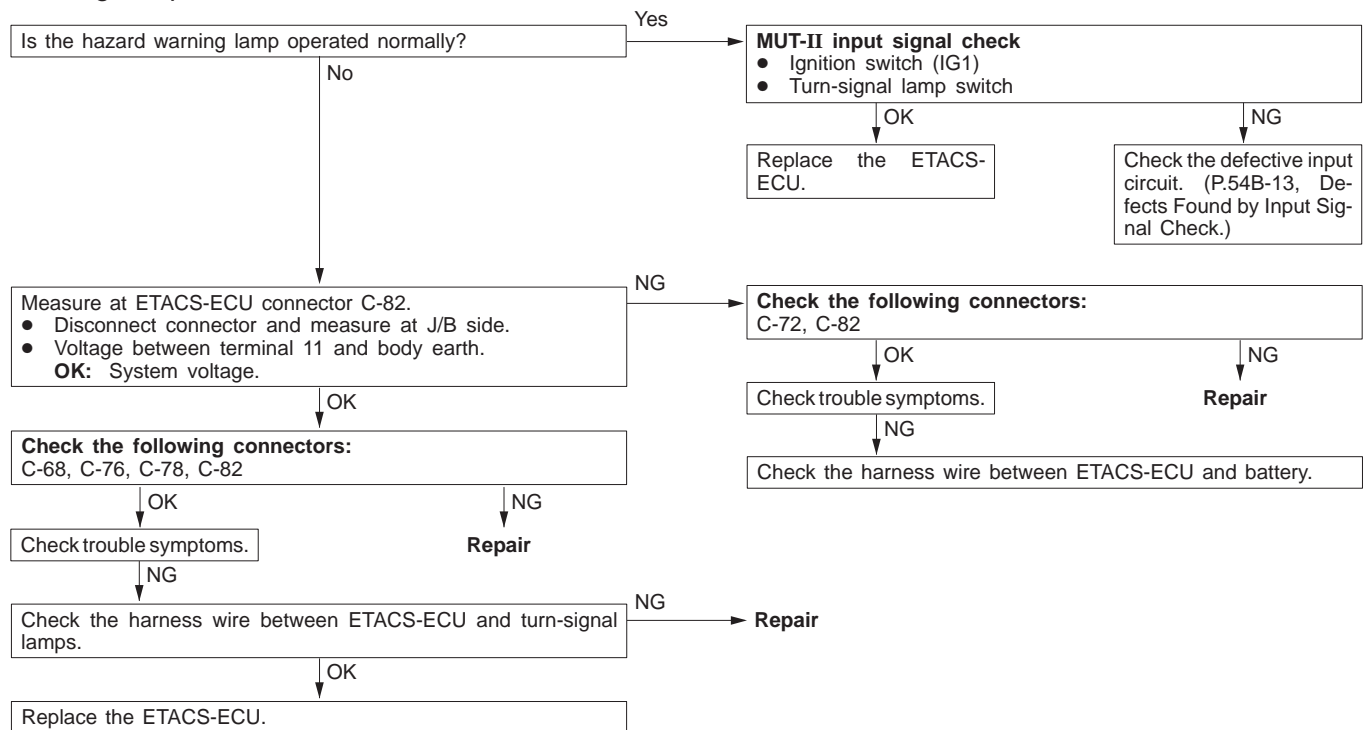 Yes
Is the hazard warning lamp operated normally?
No
MUT-II input signal check
● Ignition switch (IG1)
● Turn-signal lamp switch
OK
NG
Replace the ETACS-
ECU.
Check the defective input
circuit. (P.54B-13, De-
fects Found by Input Sig-
nal Check.)
Measure at ETACS-ECU connector C-82.
● Disconnect connector and measure at J/B side.
● Voltage between terminal 11 and body earth.
OK: System voltage.
NG
Check the following connectors:
C-72, C-82
OK
NG
Check trouble symptoms.
Repair
NG
Check the harness wire between ETACS-ECU and battery.
OK
Check the following connectors:
C-68, C-76, C-78, C-82
OK
NG
Check trouble symptoms.
Repair
NG
Check the harness wire between ETACS-ECU and turn-signal
lamps.
NG
Repair
OK
Replace the ETACS-ECU.